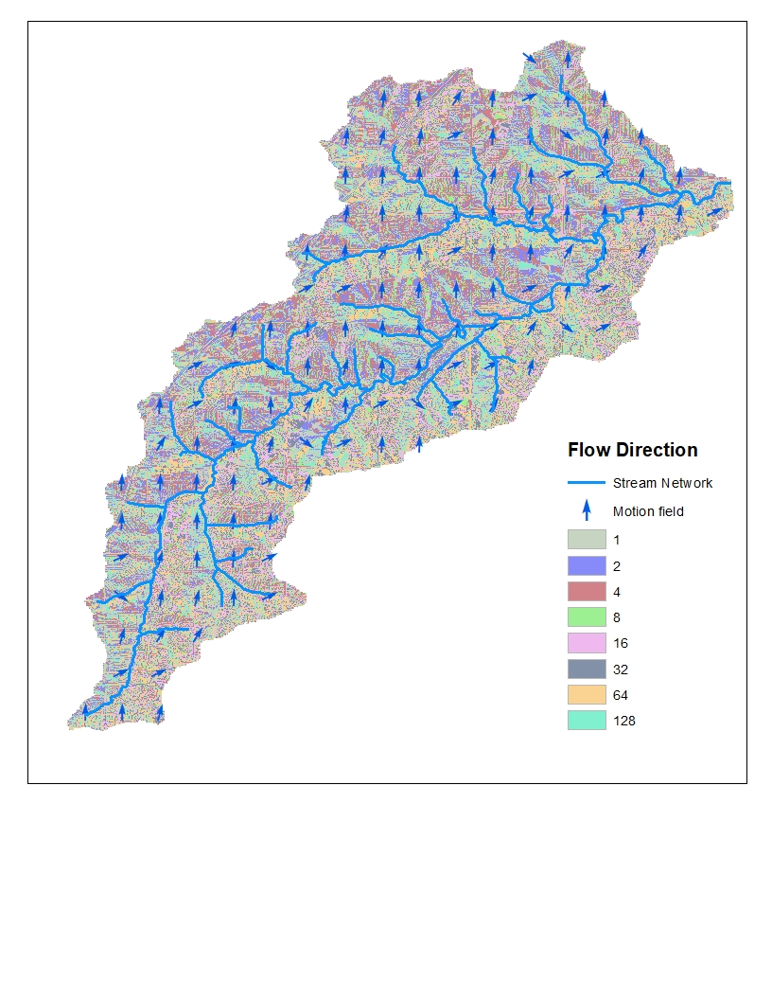 Flow Direction
Stream Network
Motion field
1
2
4
8
16
32
64
128